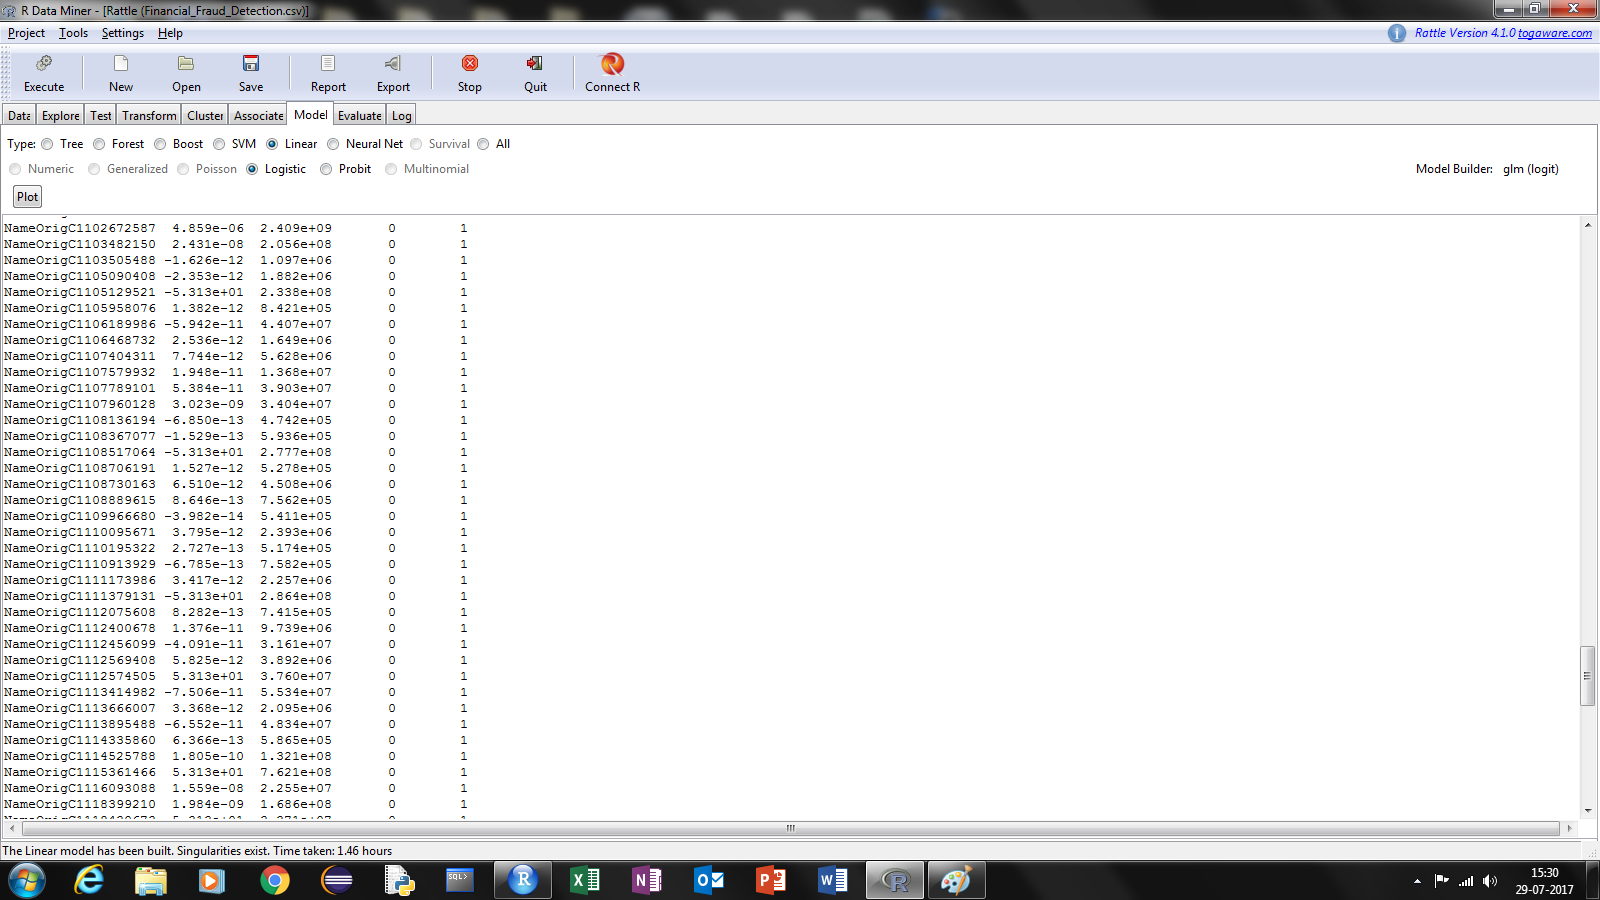 R Data Miner - [Rattle (Financial_Fraud_Detection.csv)]
Project Tools Settings Help
Rattle Version 4.1.0 togaware.com
Execute New Open Save Report Export Stop Quit Connect R
Data Explore Test Transform Cluster Associate Model Evaluate Log
Type: Tree Forest Boost SVM Linear Neural Net Survival All
Numeric Generalized Poisson Logistic Probit Multinomial
Model Builder: glm (logit)
Plot
NameOrigC1102672587 4.859e-06 2.409e+09 0 1
NameOrigC1103482150 2.431e-08 2.056e+08 0 1
NameOrigC1103505488 -1.626e-12 1.097e+06 0 1
NameOrigC1105090408 -2.353e-12 1.882e+06 0 1
NameOrigC1105129521 -5.313e+01 2.338e+08 0 1
NameOrigC1105958076 1.382e-12 8.421e+05 0 1
NameOrigC1106189986 -5.942e-11 4.407e+07 0 1
NameOrigC1106468732 2.536e-12 1.649e+06 0 1
NameOrigC1107404311 7.744e-12 5.628e+06 0 1
NameOrigC1107579932 1.948e-11 1.368e+07 0 1
NameOrigC1107789101 5.384e-11 3.903e+07 0 1
NameOrigC1107960128 3.023e-09 3.404e+07 0 1
NameOrigC1108136194 -6.850e-13 4.742e+05 0 1
NameOrigC1108367077 -1.529e-13 5.936e+05 0 1
NameOrigC1108517064 -5.313e+01 2.777e+08 0 1
NameOrigC1108706191 1.527e-12 5.278e+05 0 1
NameOrigC1108730163 6.510e-12 4.508e+06 0 1
NameOrigC1108889615 8.646e-13 7.562e+05 0 1
NameOrigC1109966680 -3.982e-14 5.411e+05 0 1
NameOrigC1110095671 3.795e-12 2.393e+06 0 1
NameOrigC1110195322 2.727e-13 5.174e+05 0 1
NameOrigC1110913929 -6.785e-13 7.582e+05 0 1
NameOrigC1111173986 3.417e-12 2.257e+06 0 1
NameOrigC1111379131 -5.313e+01 2.864e+08 0 1
NameOrigC1112075608 8.282e-13 7.415e+05 0 1
NameOrigC1112400678 1.376e-11 9.739e+06 0 1
NameOrigC1112456099 -4.091e-11 3.161e+07 0 1
NameOrigC1112569408 5.825e-12 3.892e+06 0 1
NameOrigC1112574505 5.313e+01 3.760e+07 0 1
NameOrigC1113414982 -7.506e-11 5.534e+07 0 1
NameOrigC1113666007 3.368e-12 2.095e+06 0 1
NameOrigC1113895488 -6.552e-11 4.834e+07 0 1
NameOrigC1114335860 6.366e-13 5.865e+05 0 1
NameOrigC1114525788 1.805e-10 1.321e+08 0 1
NameOrigC1115361466 5.313e+01 7.621e+08 0 1
NameOrigC1116093088 1.559e-08 2.255e+07 0 1
NameOrigC1118399210 1.984e-09 1.686e+08 0 1
The Linear model has been built. Singularities exist. Time taken: 1.46 hours
SQL>
15:30
29-07-2017